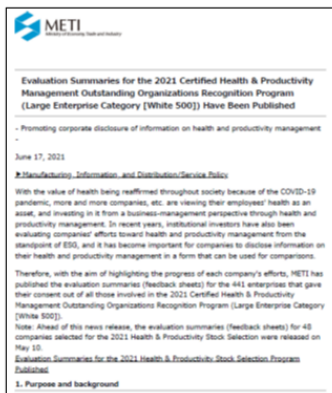 METI
Ministry of Economy, Trade and Industry
Evaluation Summaries for the 2021 Certified Health & Productivity
Management Outstanding Organizations Recognition Program
(Large Enterprise Category [White 500]) Have Been Published
- Promoting corporate disclosure of information on health and productivity management
-
June 17, 2021
▶Manufacturing, Information, and Distribution/Service Policy
With the value of health being reaffirmed throughout society because of the COVID-19
pandemic, more and more companies, etc. are viewing their employees' health as an
asset, and investing in it from a business-management perspective through health and
productivity management. In recent years, institutional investors have also been
evaluating companies' efforts toward health and productivity management from the
standpoint of ESG, and it has become important for companies to disclose information on
their health and productivity management in a form that can be used for comparisons.
Therefore, with the aim of highlighting the progress of each company's efforts, METI has
published the evaluation summaries (feedback sheets) for the 441 enterprises that gave
their consent out of all those involved in the 2021 Certified Health & Productivity
Management Outstanding Organizations Recognition Program (Large Enterprise Category
[White 500]).
Note: Ahead of this news release, the evaluation summaries (feedback sheets) for 48
companies selected for the 2021 Health & Productivity Stock Selection were released on
May 10.
Evaluation Summaries for the 2021 Health & Productivity Stock Selection Program
Published
1. Purpose and background